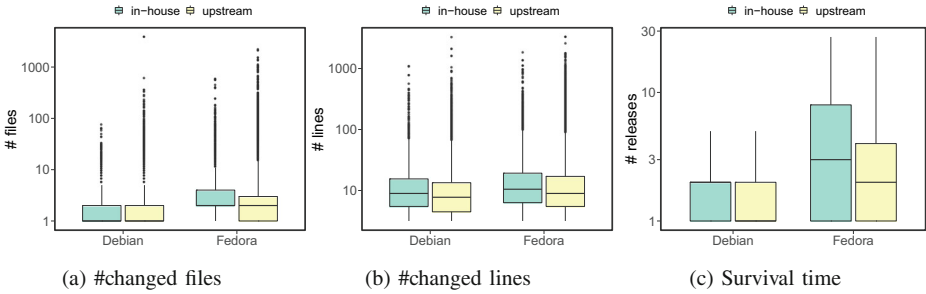 in-house upstream
# files
1000
100
10
1
Debian Fedora
(a) #changed files
in-house upstream
# lines
1000
100
10
Debian Fedora
(b) #changed lines
in-house upstream
# releases
30
10
3
1
Debian Fedora
(c) Survival time